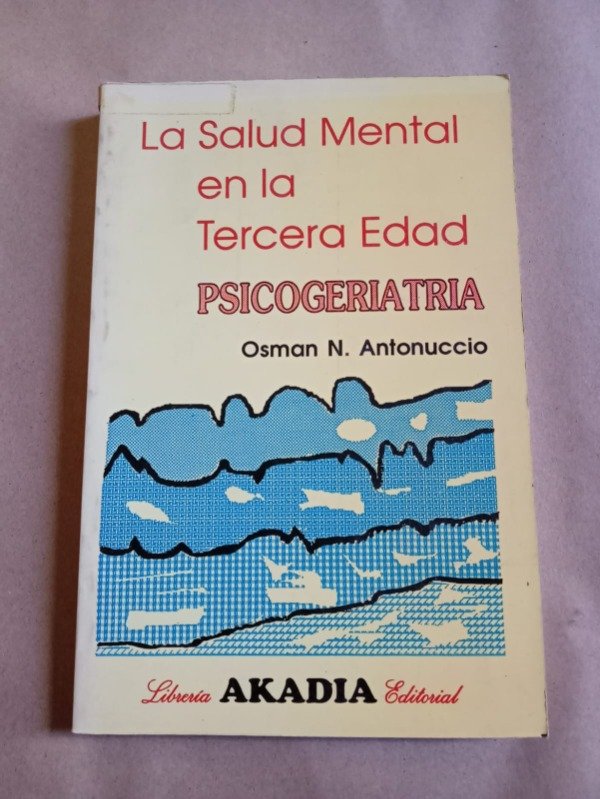 La Salud Mental
en la
Tercera Edad
PSICOGERIATRIA
Osman N. Antonuccio
Librería AKADIA Editorial